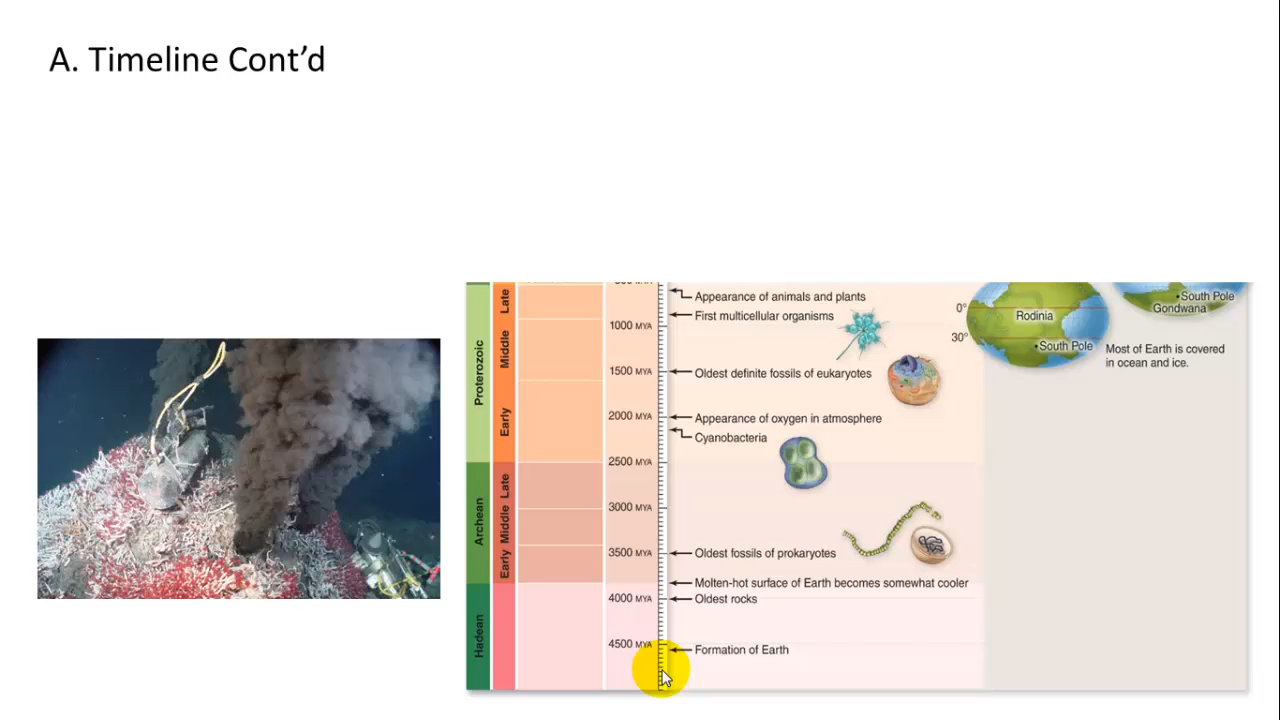 A. Timeline Cont'd
Proterozoic
Late
Middle
Early
1000 MYA
1500 MYA
2000 MYA
2500 MYA
Appearance of animals and plants
First multicellular organisms
Oldest definite fossils of eukaryotes
Appearance of oxygen in atmosphere
Cyanobacteria
0°
30°
Rodinia
South Pole
South Pole
Gondwana
Most of Earth is covered
in ocean and ice.
Archean
Late
Middle
Early
3000 MYA
3500 MYA
Oldest fossils of prokaryotes
Molten-hot surface of Earth becomes somewhat cooler
Hadean
4000 MYA
4500 MYA
Oldest rocks
Formation of Earth